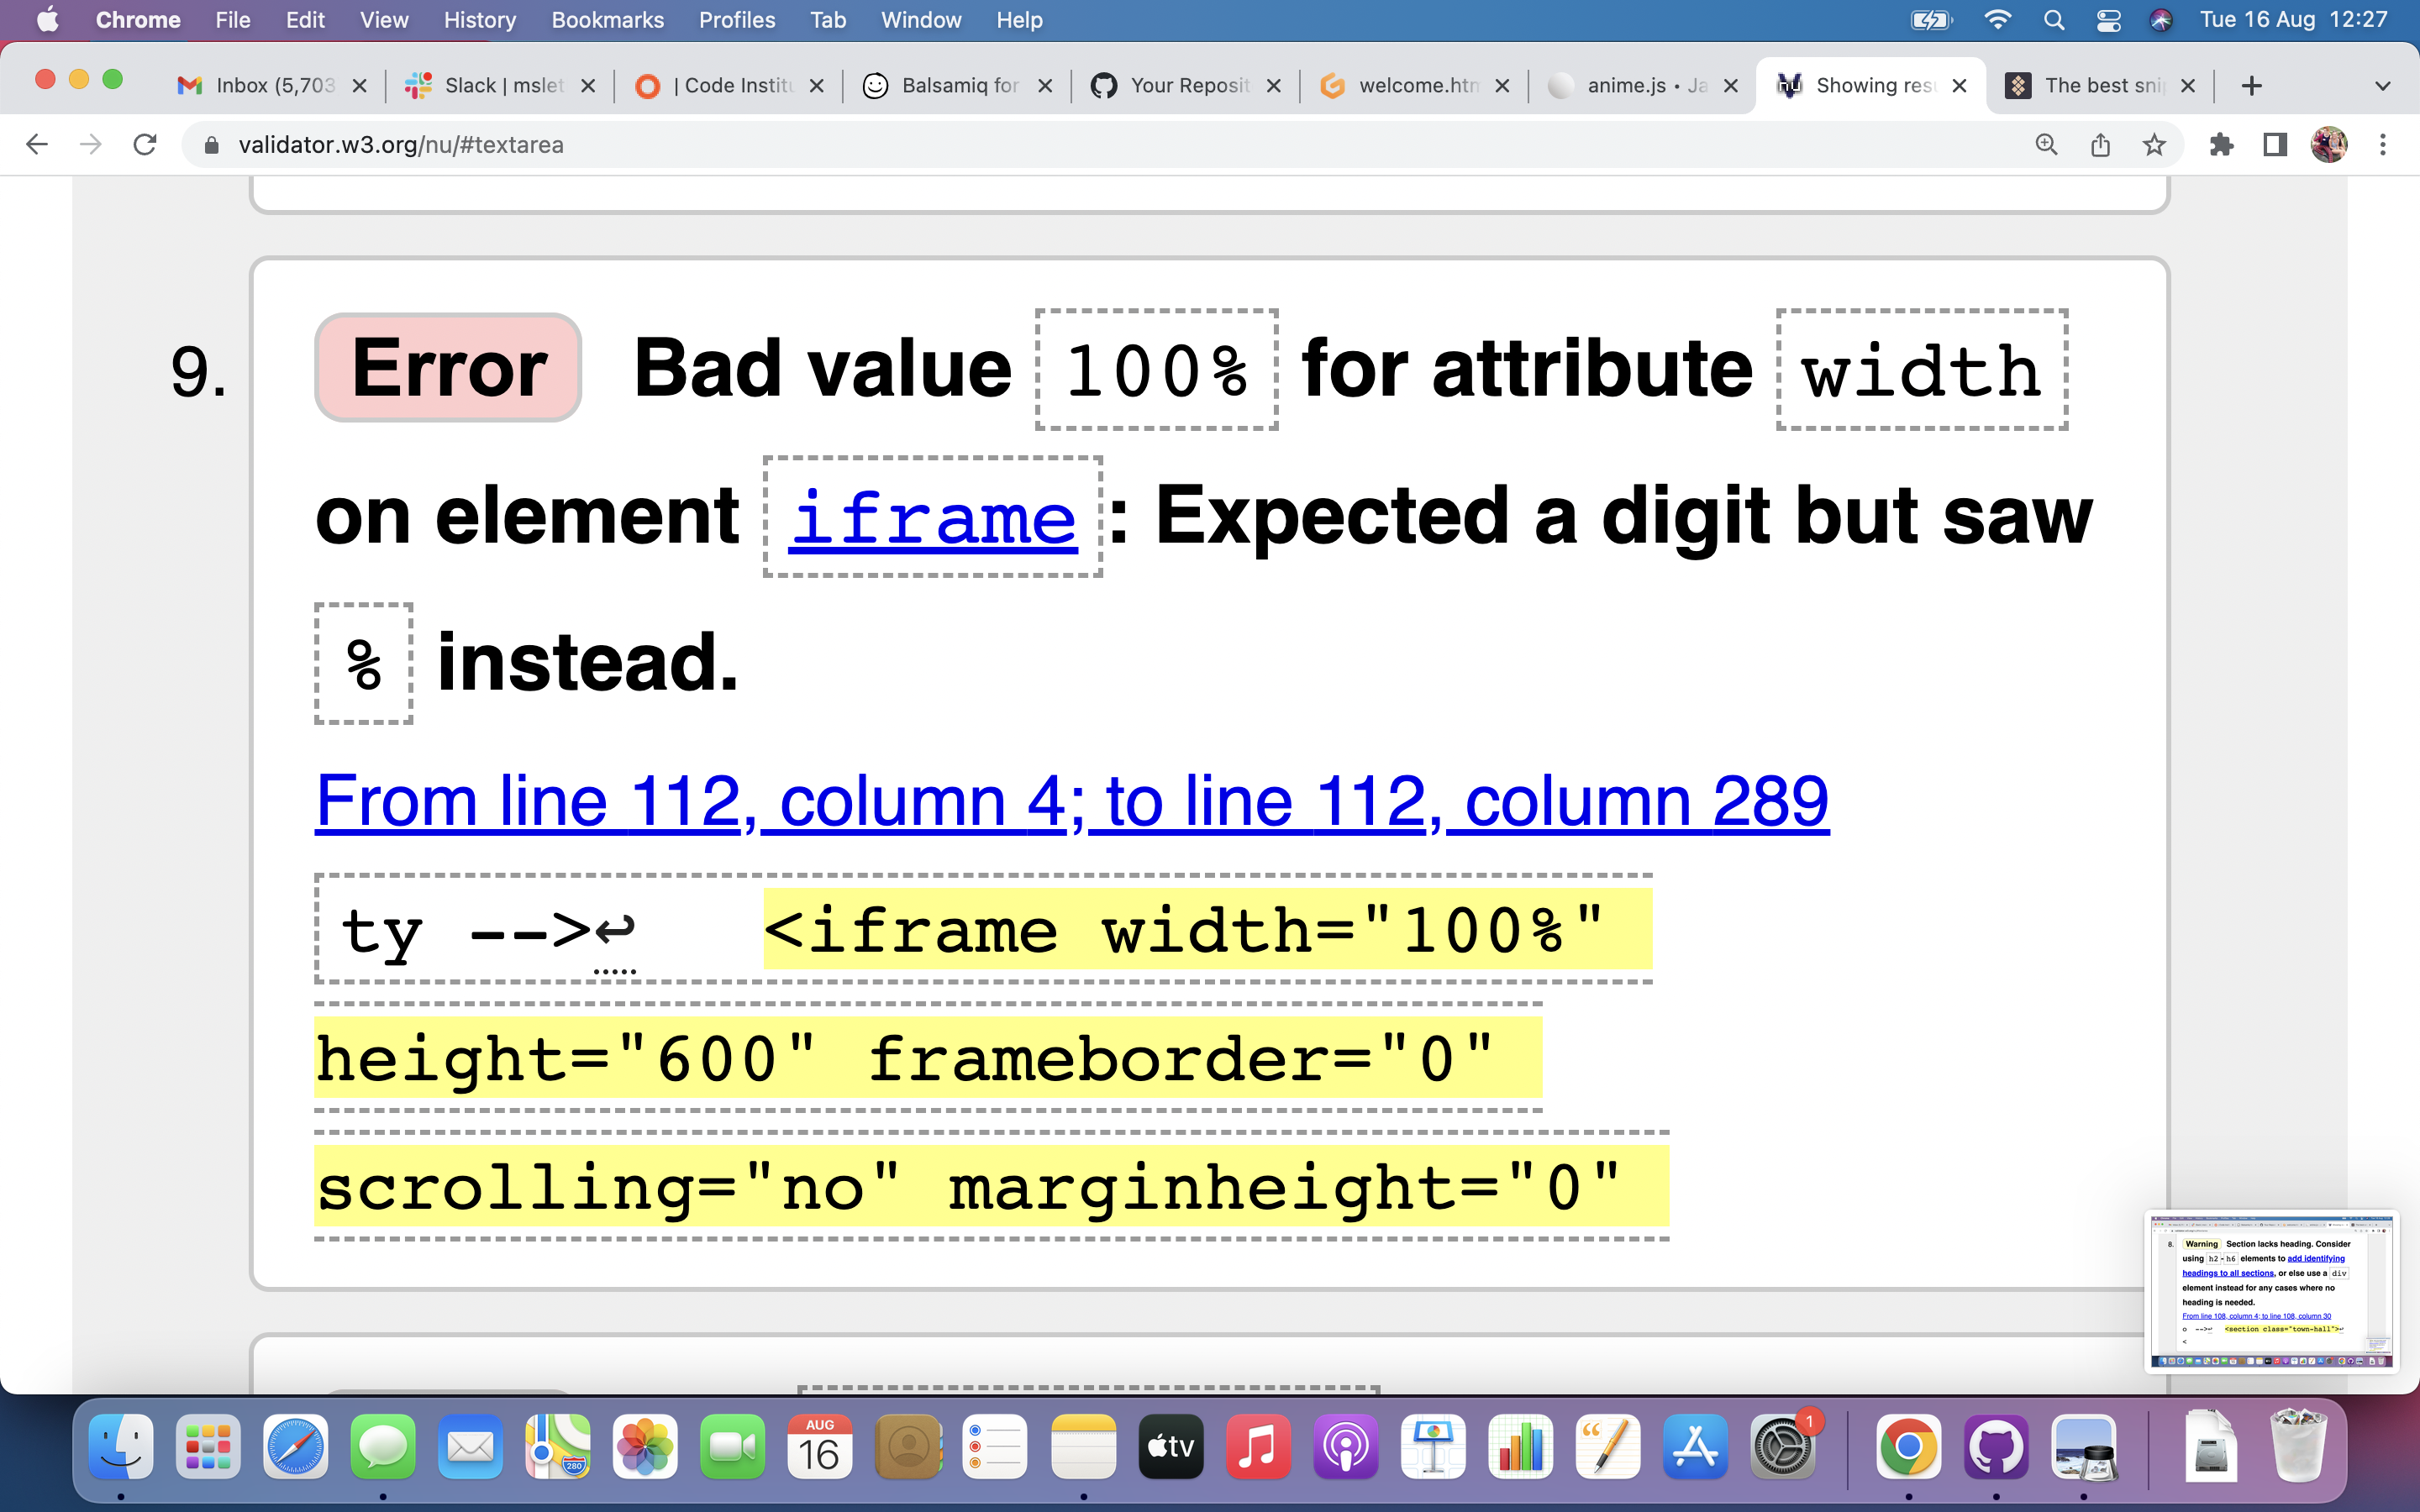 Chrome File Edit View History Bookmarks Profiles Tab Window Help Tue 16 Aug 12:27
Inbox (5,703 Slack | mslet | Code Institu Balsamiq for Your Reposit welcome.htm anime.js • Ja Showing resu The best snip
validator.w3.org/nu/#textarea
9. Error Bad value 100% for attribute width
on element iframe: Expected a digit but saw
% instead.
From line 112, column 4; to line 112, column 289
ty -->↩ <iframe width="100%"
height="600" frameborder="0"
scrolling="no" marginheight="0"
8. Warning Section lacks heading. Consider
using h2-h6 elements to add identifying
headings to all sections, or else use a div
element instead for any cases where no
heading is needed.
From line 108, column 4; to line 108, column 30
o -->↩ <section class="town-hall">↩
<
AUG
16
280
tv
1